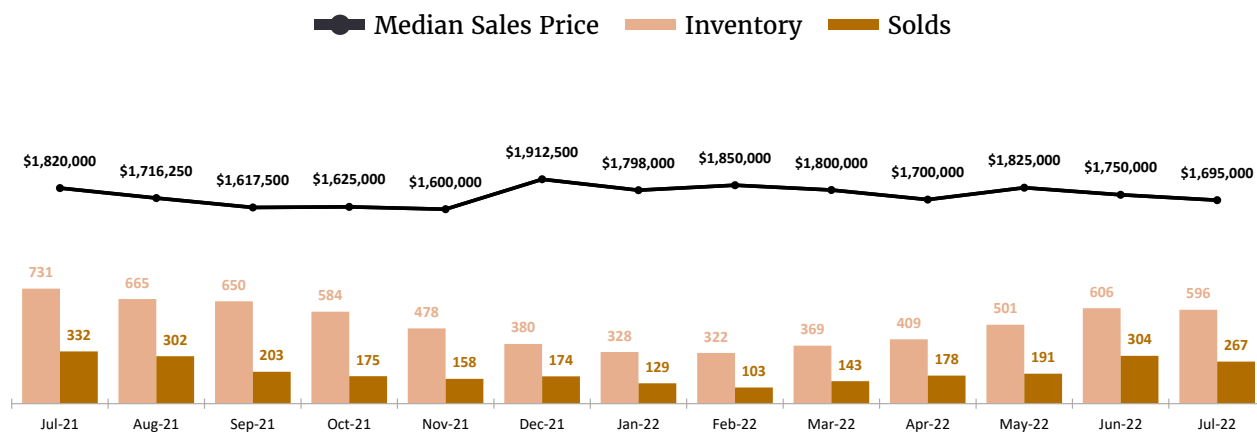 Median Sales Price Inventory Solds
$1,820,000 $1,716,250 $1,617,500 $1,625,000 $1,600,000 $1,912,500 $1,798,000 $1,850,000 $1,800,000 $1,700,000 $1,825,000 $1,750,000 $1,695,000
731 665 650 584 478 380 328 322 369 409 501 606 596
332 302 203 175 158 174 129 103 143 178 191 304 267
Jul-21 Aug-21 Sep-21 Oct-21 Nov-21 Dec-21 Jan-22 Feb-22 Mar-22 Apr-22 May-22 Jun-22 Jul-22